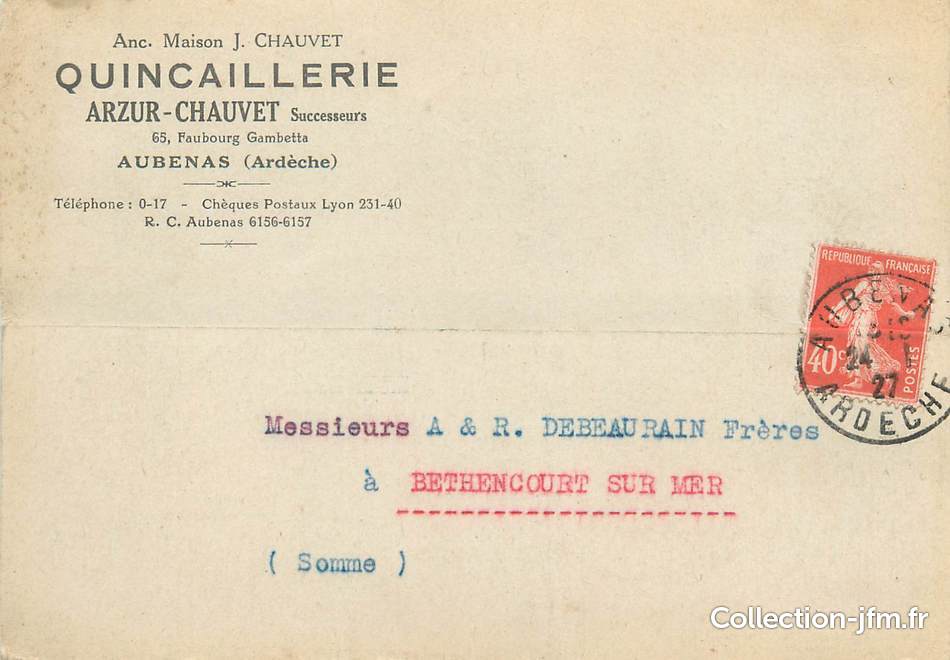 Anc. Maison J. CHAUVET
QUINCAILLERIE
ARZUR-CHAUVET Successeurs
65, Faubourg Gambetta
AUBENAS (Ardèche)
Téléphone : 0-17 - Chèques Postaux Lyon 231-40
R. C. Aubenas 6156-6157
REPUBLIQUE FRANÇAISE
40c
POSTES
AUBENAS
24
27
ARDECHE
Messieurs A & R. DEBEAURAIN Frères
à BETHENCOURT SUR MER
( Somme )
Collection-jfm.fr